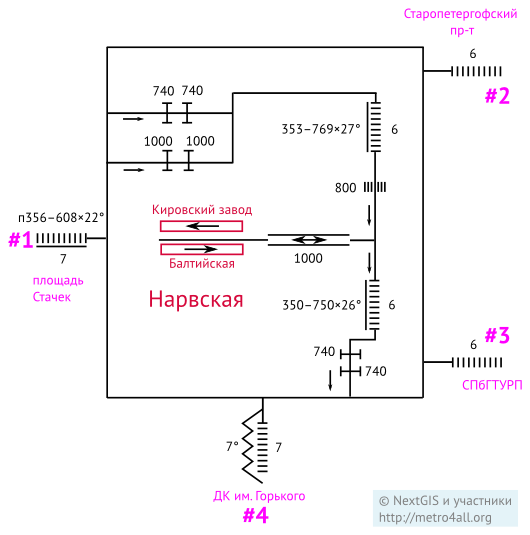 Старопетергофский
пр-т
6
#2
740 740
1000 1000
353–769×27° 6
800
п356–608×22°
#1
7
площадь
Стачек
Кировский завод
Балтийская
1000
Нарвская
350–750×26° 6
740
740
#3
6
СПбГТУРП
7° 7
ДК им. Горького
#4
© NextGIS и участники
http://metro4all.org